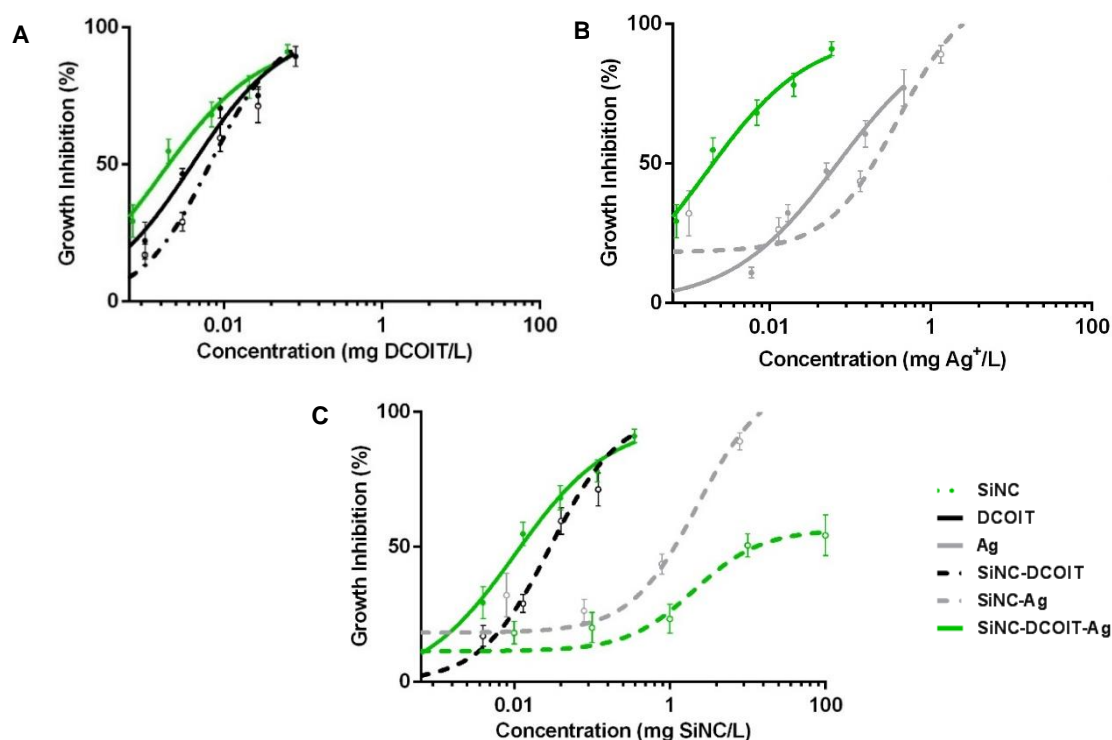 A
100
50
0
Growth Inhibition (%)
0.01
1
100
Concentration (mg DCOIT/L)
B
100
50
0
Growth Inhibition (%)
0.01
1
100
Concentration (mg Ag⁺/L)
C
100
50
0
Growth Inhibition (%)
0.01
1
100
Concentration (mg SiNC/L)
SiNC
DCOIT
Ag
SiNC-DCOIT
SiNC-Ag
SiNC-DCOIT-Ag